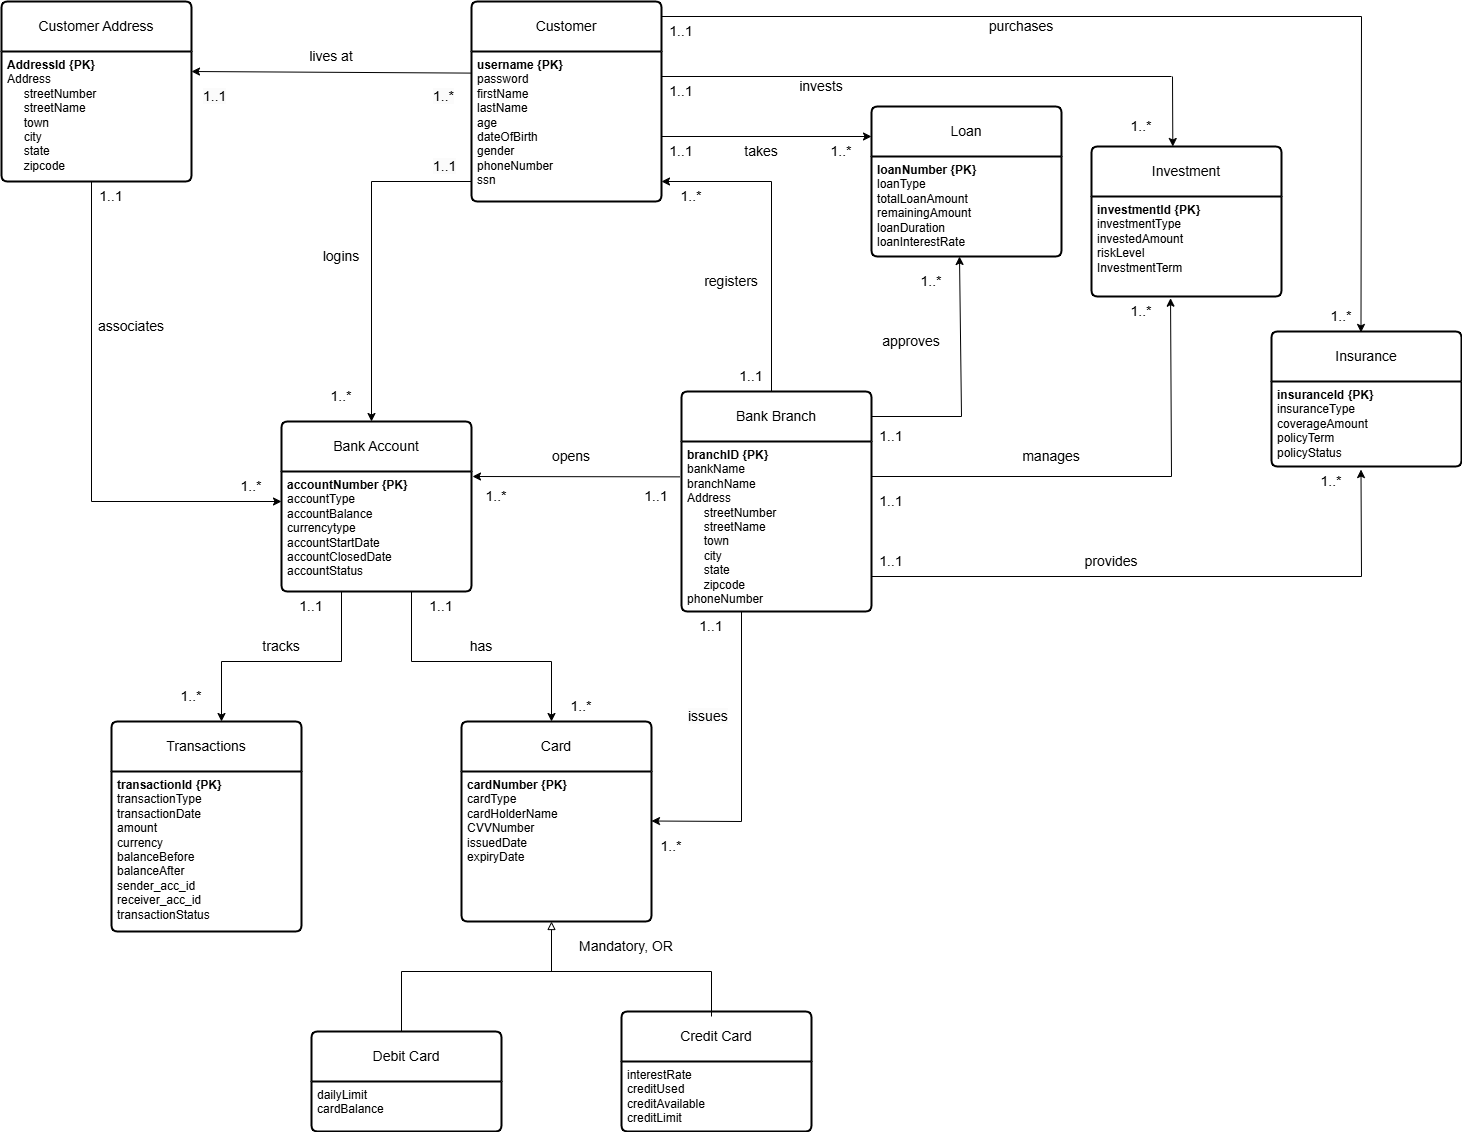 Customer Address
AddressId {PK}
Address
streetNumber
streetName
town
city
state
zipcode
lives at
1..1
1..*
Customer
username {PK}
password
firstName
lastName
age
dateOfBirth
gender
phoneNumber
ssn
1..1
purchases
1..1
invests
1..*
1..1
takes
1..*
Loan
loanNumber {PK}
loanType
totalLoanAmount
remainingAmount
loanDuration
loanInterestRate
Investment
investmentId {PK}
investmentType
investedAmount
riskLevel
InvestmentTerm
1..1
1..1
1..*
logins
registers
1..*
1..*
1..*
associates
approves
Insurance
insuranceId {PK}
insuranceType
coverageAmount
policyTerm
policyStatus
1..*
1..1
Bank Account
accountNumber {PK}
accountType
accountBalance
currencytype
accountStartDate
accountClosedDate
accountStatus
Bank Branch
branchID {PK}
bankName
branchName
Address
streetNumber
streetName
town
city
state
zipcode
phoneNumber
1..1
opens
manages
1..*
1..*
1..1
1..1
1..*
1..1
provides
1..1
1..1
1..1
tracks
has
1..*
1..*
issues
Transactions
transactionId {PK}
transactionType
transactionDate
amount
currency
balanceBefore
balanceAfter
sender_acc_id
receiver_acc_id
transactionStatus
Card
cardNumber {PK}
cardType
cardHolderName
CVVNumber
issuedDate
expiryDate
1..*
Mandatory, OR
Debit Card
dailyLimit
cardBalance
Credit Card
interestRate
creditUsed
creditAvailable
creditLimit